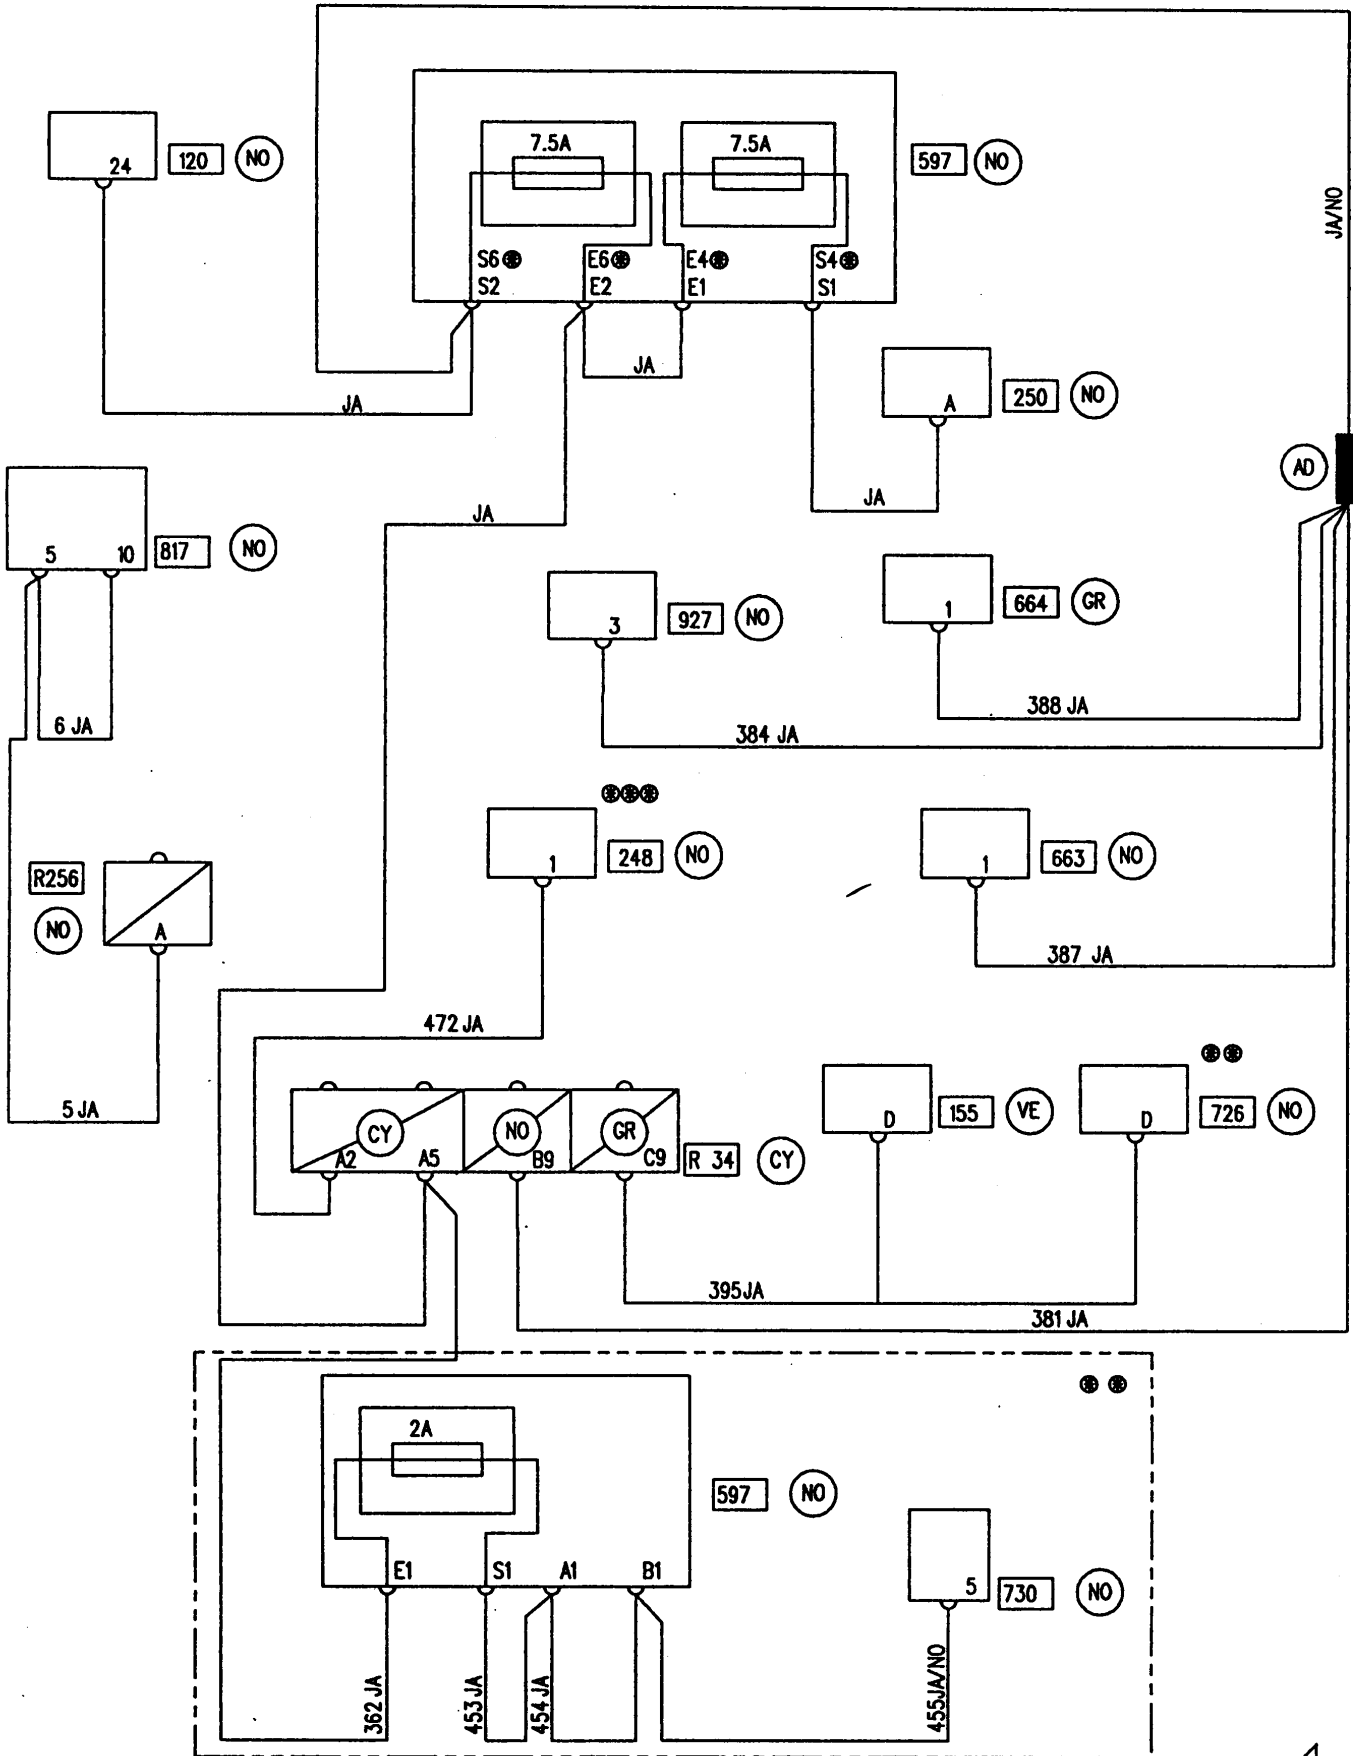 7.5A 7.5A
24 120 NO 597 NO
JA/NO
S6⊛ E6⊛ E4⊛ S4⊛
S2 E2 E1 S1
JA
JA
A 250 NO
AD
JA
JA
5 10 817 NO
3 927 NO
1 664 GR
388 JA
6 JA
384 JA
⊛⊛⊛
1 248 NO
1 663 NO
R256
NO
A
387 JA
472 JA
⊛⊛
5 JA
CY NO GR
A2 A5 B9 C9 R 34 CY
D 155 VE
D 726 NO
395JA
381 JA
⊛ ⊛
2A
597 NO
E1 S1 A1 B1
5 730 NO
362 JA
453 JA
454 JA
455JA/NO